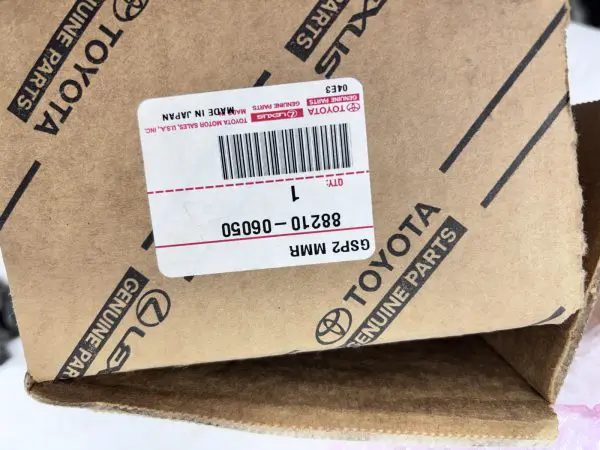 GSP2 MMR
88210-06050
QTY:
1
TOYOTA MOTOR SALES, U.S.A., INC.
MADE IN JAPAN
TOYOTA
GENUINE PARTS
LEXUS
GENUINE PARTS
04E3
TOYOTA
GENUINE PARTS
LEXUS
GENUINE PARTS
LEXUS
TOYOTA
GENUINE PARTS